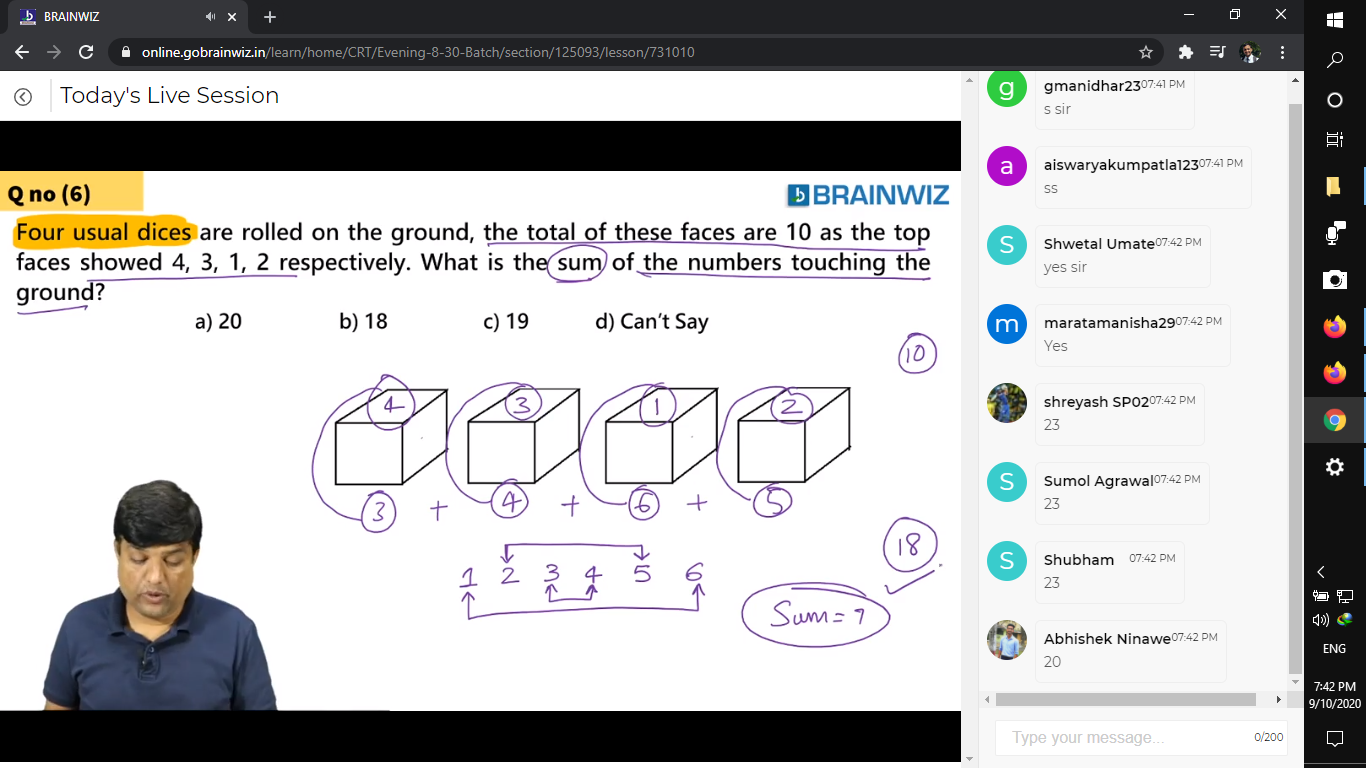 BRAINWIZ
online.gobrainwiz.in/learn/home/CRT/Evening-8-30-Batch/section/125093/lesson/731010
Today's Live Session
Q no (6)
BRAINWIZ
Four usual dices are rolled on the ground, the total of these faces are 10 as the top
faces showed 4, 3, 1, 2 respectively. What is the sum of the numbers touching the
ground?
a) 20 b) 18 c) 19 d) Can't Say
10
4 3 1 2
3 + 4 + 6 + 5
18
1 2 3 4 5 6
Sum = 7
g
gmanidhar23 07:41 PM
s sir
a
aiswaryakumpatla123 07:41 PM
ss
S
Shwetal Umate 07:42 PM
yes sir
m
maratamanisha29 07:42 PM
Yes
shreyash SP02 07:42 PM
23
S
Sumol Agrawal 07:42 PM
23
S
Shubham 07:42 PM
23
Abhishek Ninawe 07:42 PM
20
Type your message...
0/200
ENG
7:42 PM
9/10/2020